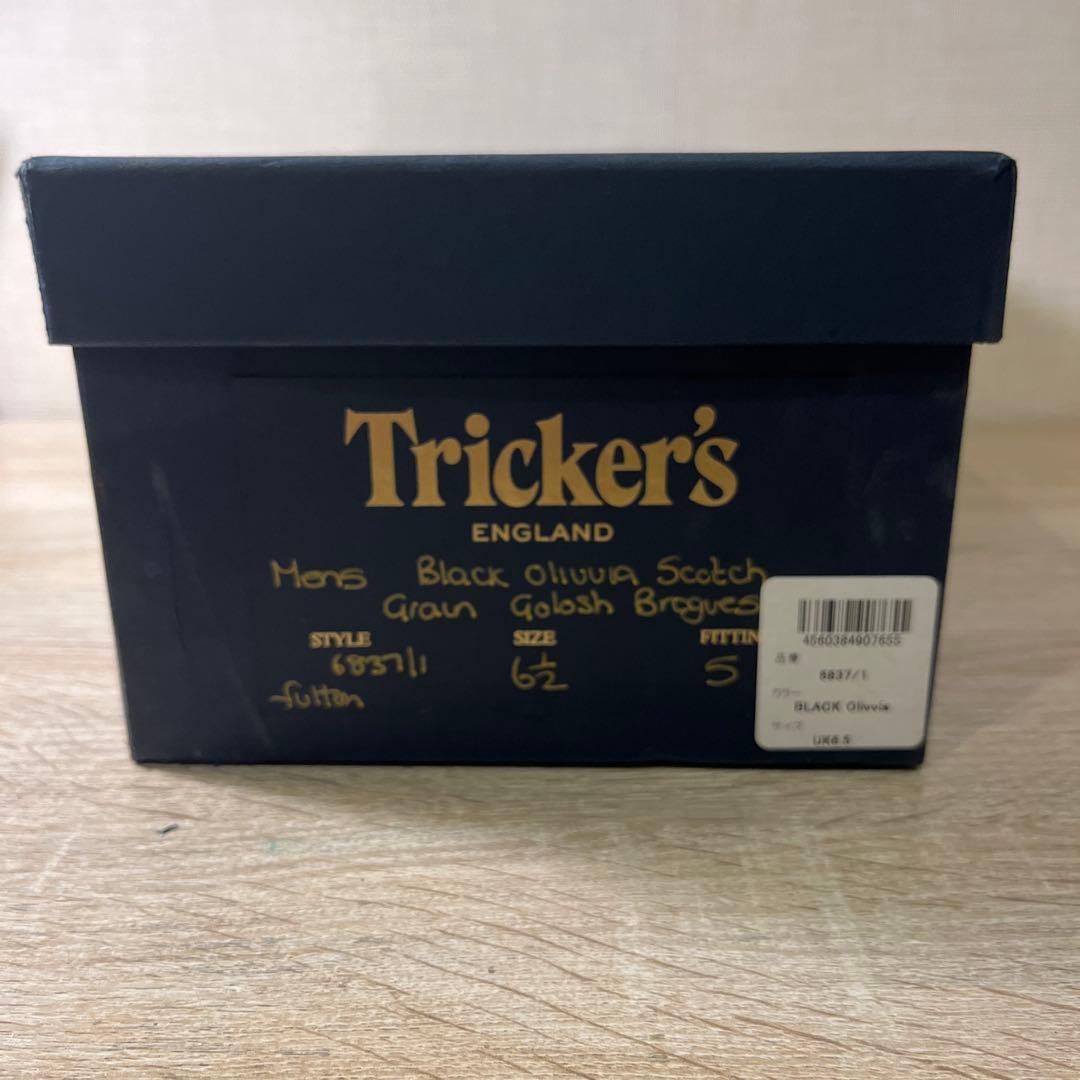 Tricker's
ENGLAND
Mens Black Olivvia Scotch
Grain Golosh Brogues
STYLE SIZE FITTIN
6837/1 6½ 5
fulton
4560384907655
品番
6837/1
カラー
BLACK Olivvia
サイズ
UK6.5